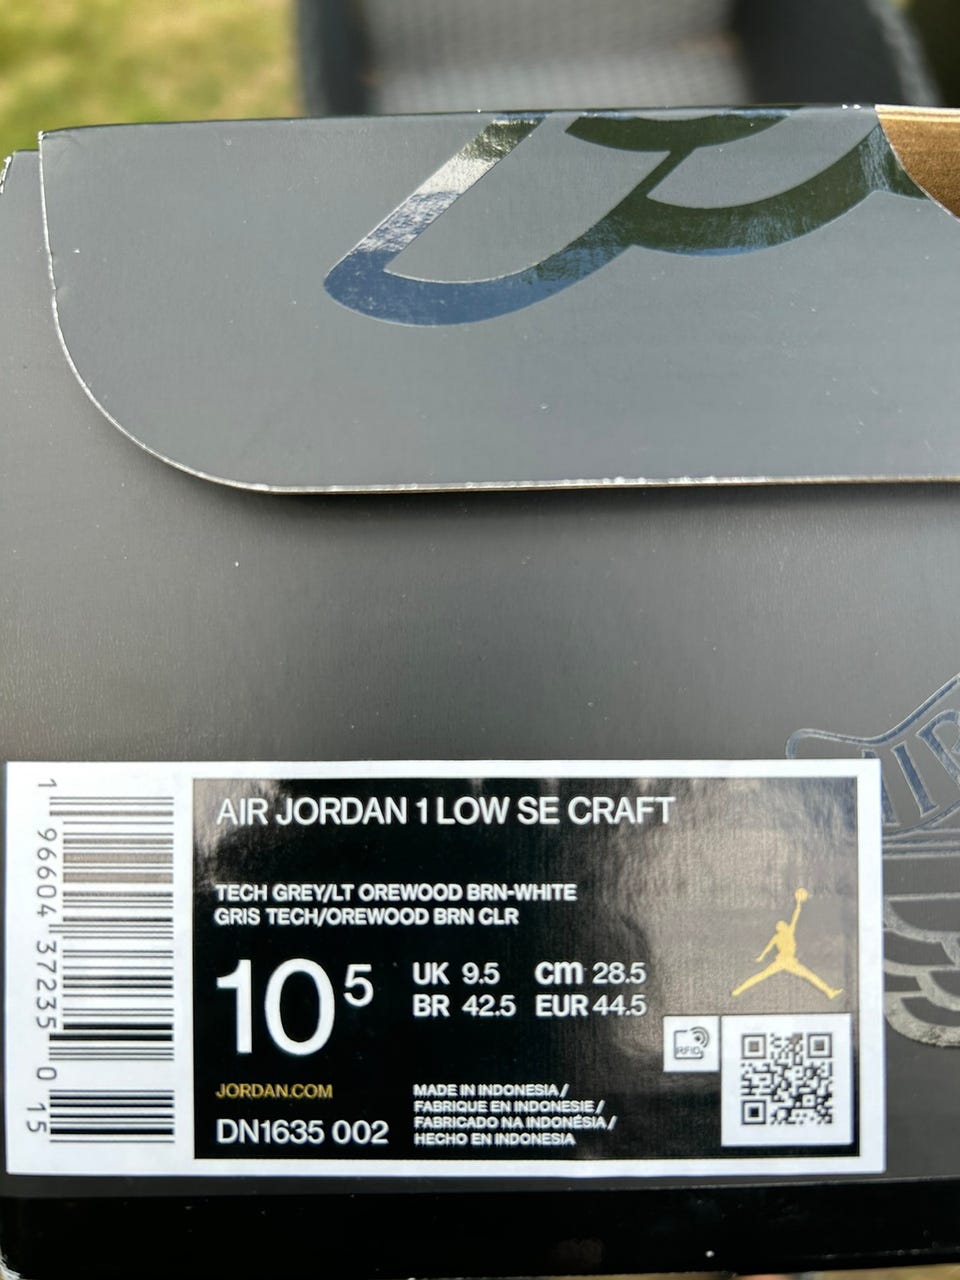 AIR JORDAN 1 LOW SE CRAFT
TECH GREY/LT OREWOOD BRN-WHITE
GRIS TECH/OREWOOD BRN CLR
10 5
UK 9.5 cm 28.5
BR 42.5 EUR 44.5
RFID
JORDAN.COM
DN1635 002
MADE IN INDONESIA /
FABRIQUE EN INDONESIE /
FABRICADO NA INDONÉSIA /
HECHO EN INDONESIA
1 96604 37235 0 15